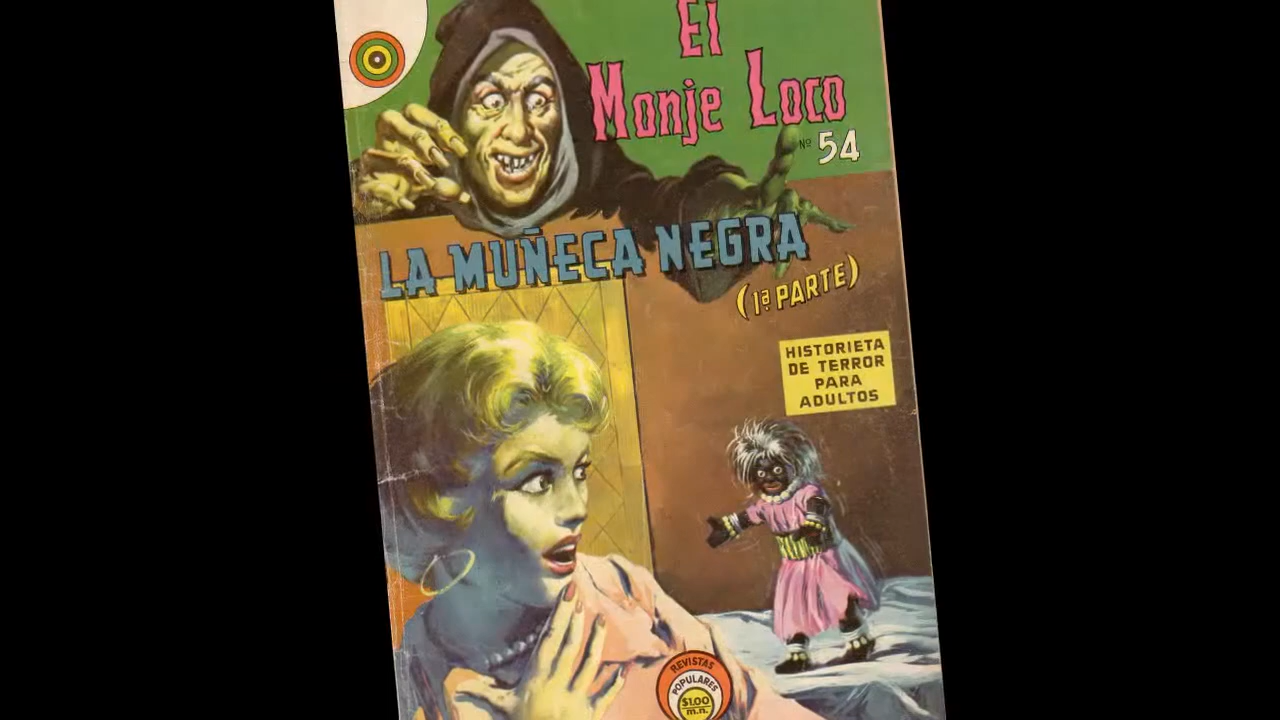 El
Monje Loco
Nº 54
LA MUÑECA NEGRA
(1ª PARTE)
HISTORIETA
DE TERROR
PARA
ADULTOS
REVISTAS
POPULARES
$1.00
m.n.